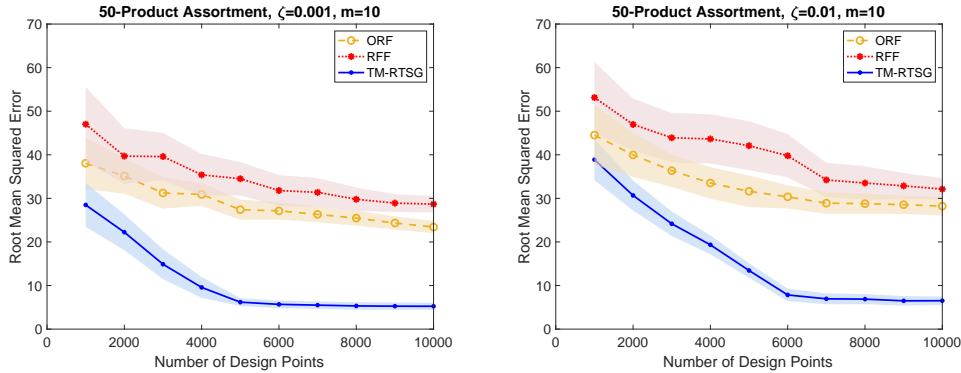 50-Product Assortment, ζ=0.001, m=10
70
60
50
40
30
20
10
0
Root Mean Squared Error
ORF
RFF
TM-RTSG
0 2000 4000 6000 8000 10000
Number of Design Points
50-Product Assortment, ζ=0.01, m=10
70
60
50
40
30
20
10
0
Root Mean Squared Error
ORF
RFF
TM-RTSG
0 2000 4000 6000 8000 10000
Number of Design Points